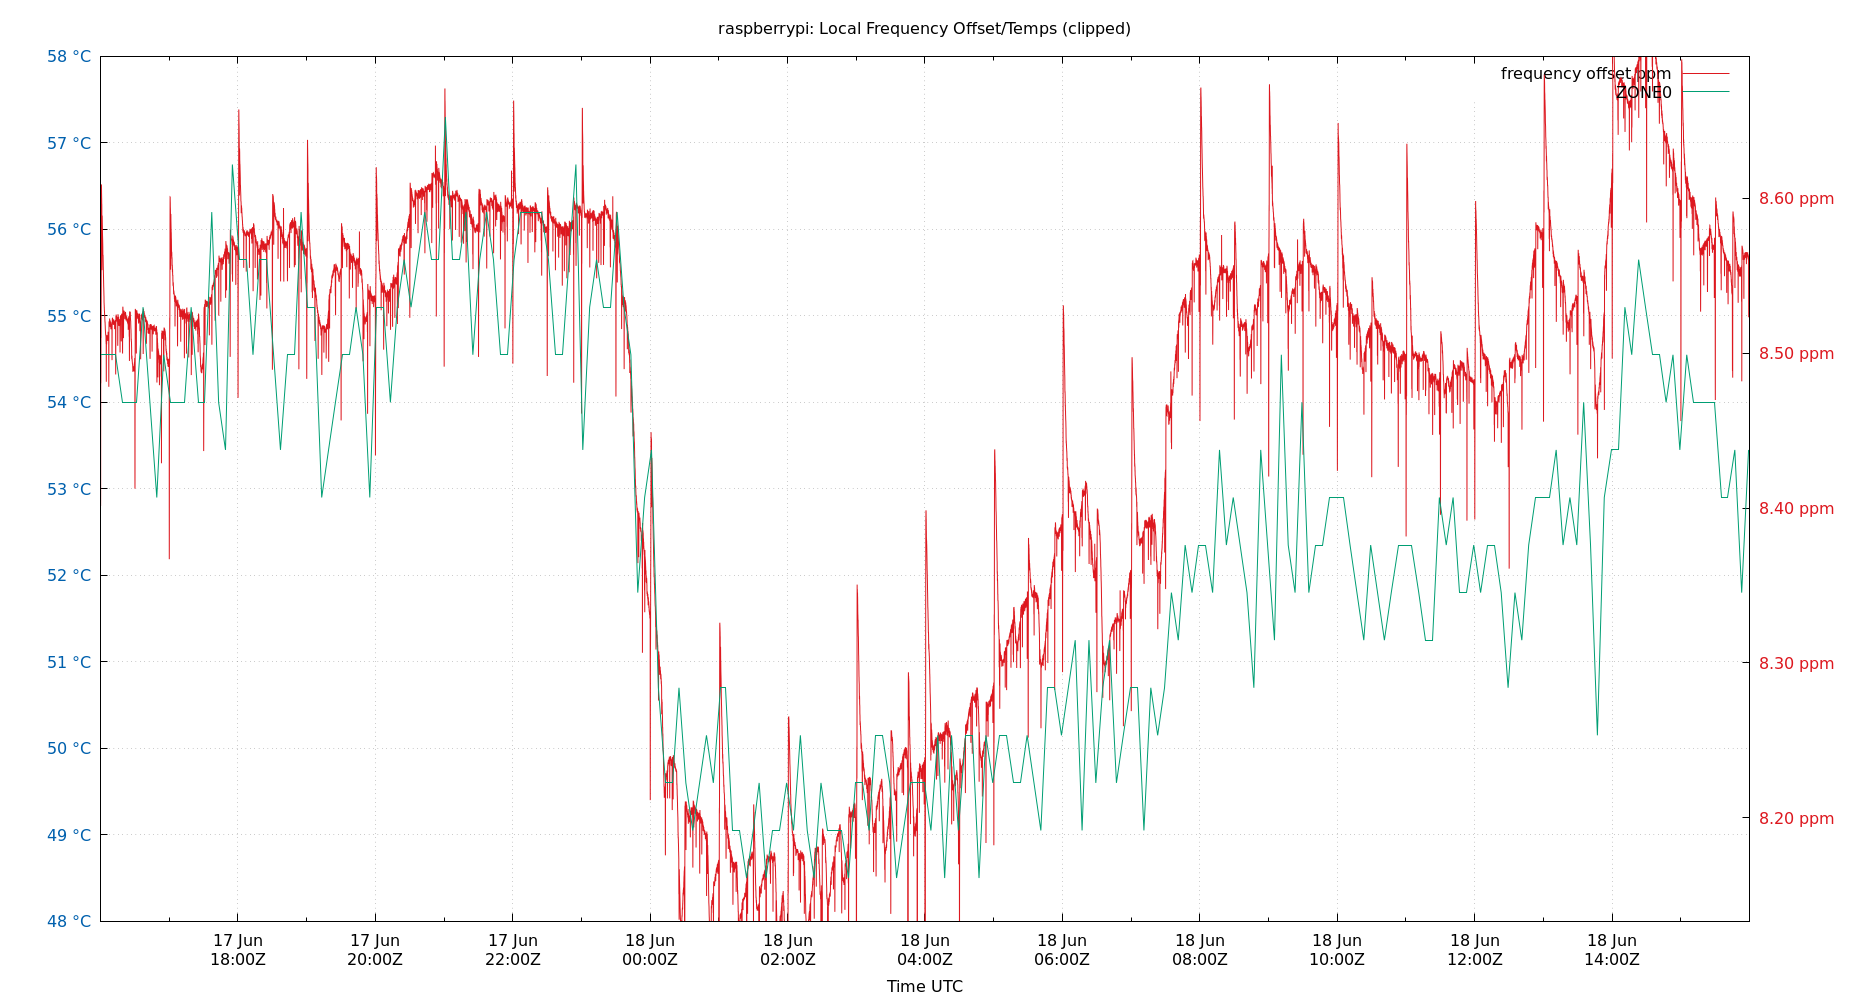 raspberrypi: Local Frequency Offset/Temps (clipped)
58 °C
57 °C
56 °C
55 °C
54 °C
53 °C
52 °C
51 °C
50 °C
49 °C
48 °C
frequency offset ppm
ZONE0
8.60 ppm
8.50 ppm
8.40 ppm
8.30 ppm
8.20 ppm
17 Jun
18:00Z
17 Jun
20:00Z
17 Jun
22:00Z
18 Jun
00:00Z
18 Jun
02:00Z
18 Jun
04:00Z
18 Jun
06:00Z
18 Jun
08:00Z
18 Jun
10:00Z
18 Jun
12:00Z
18 Jun
14:00Z
Time UTC